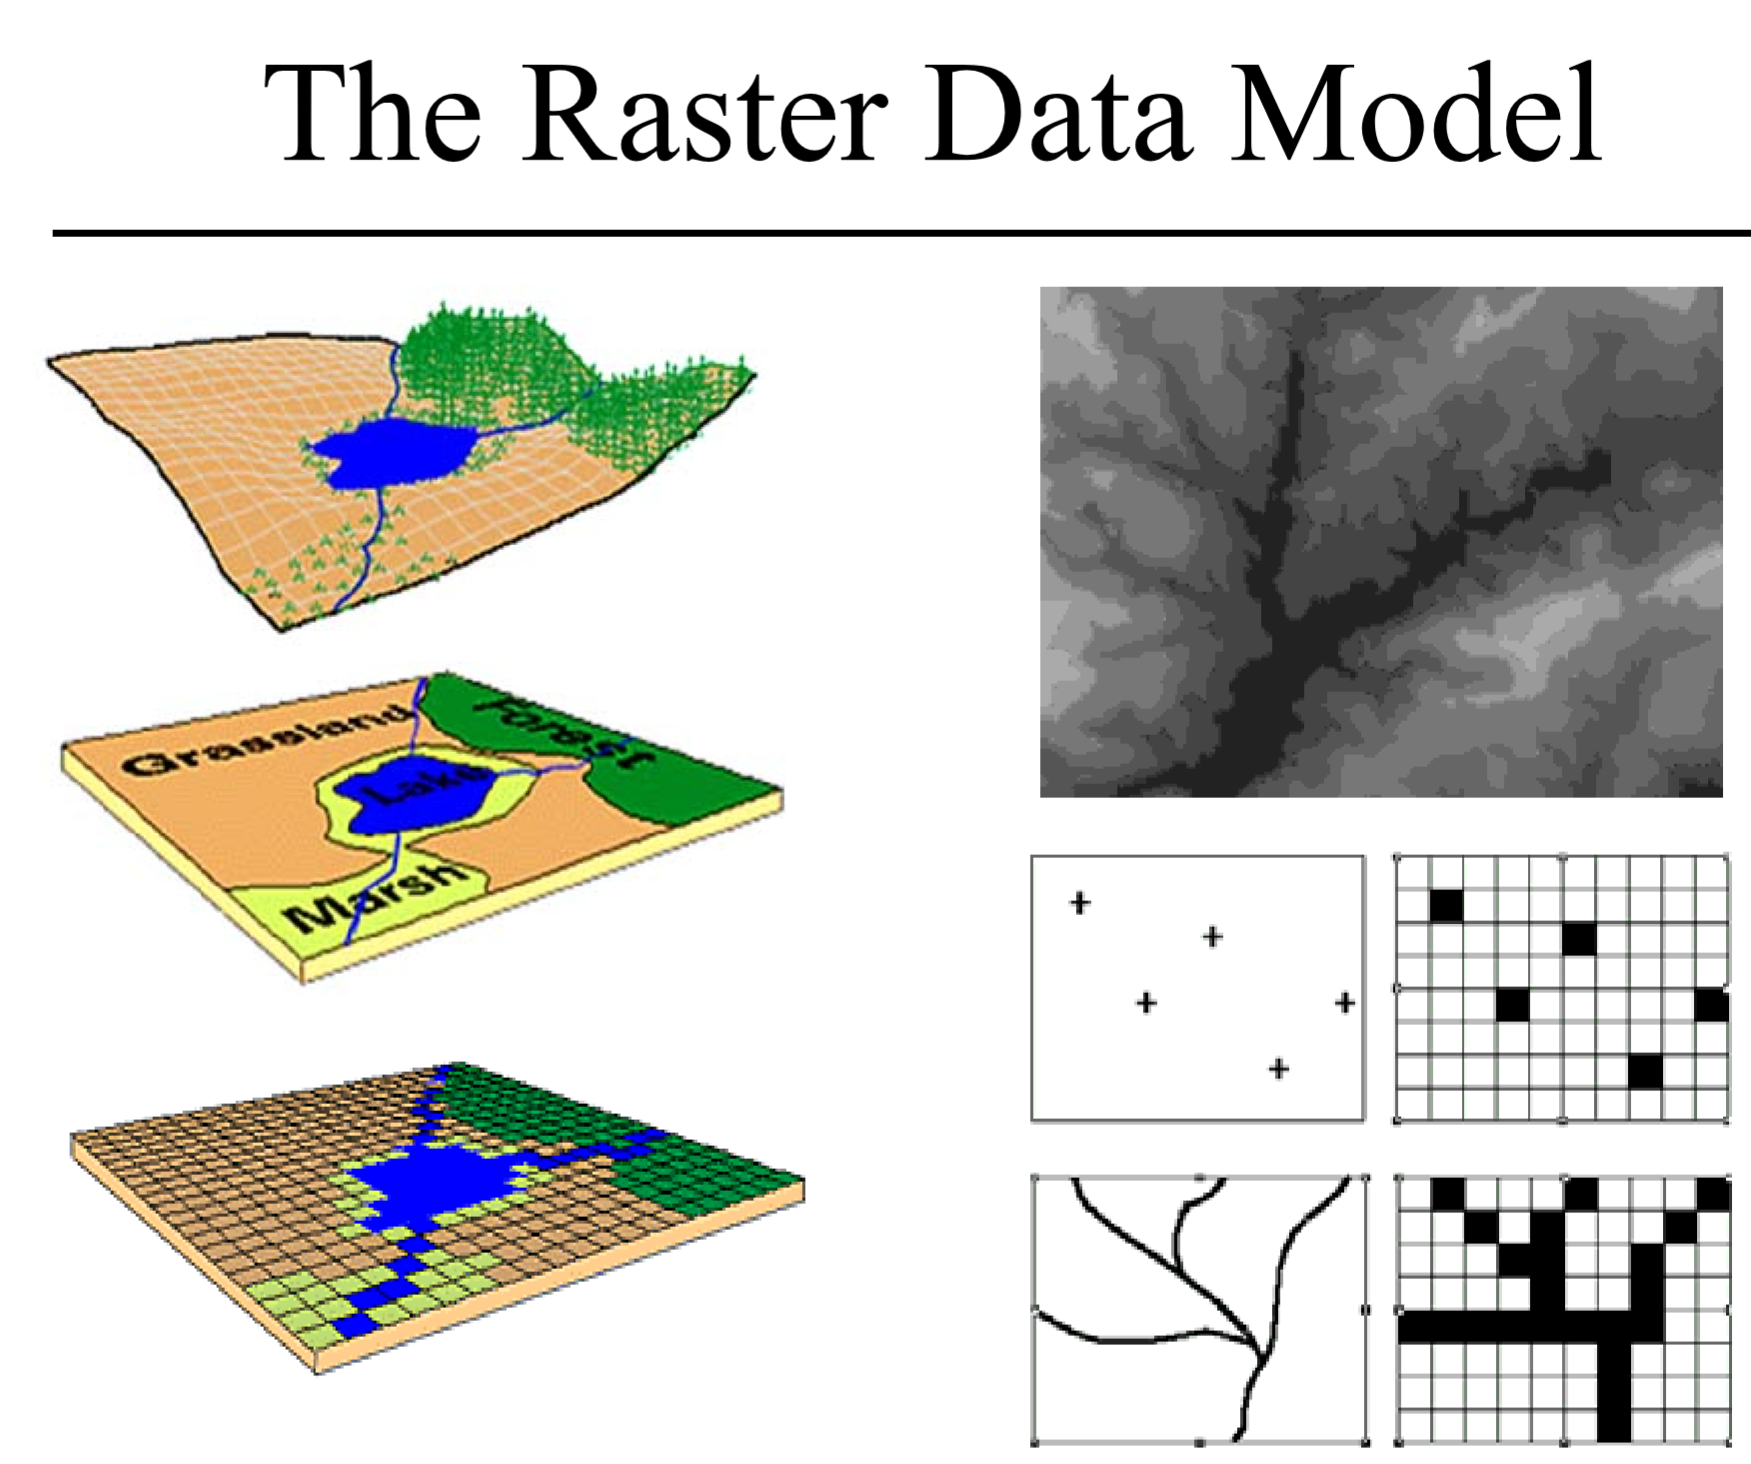 The Raster Data Model
Grassland
Forest
Lake
Marsh